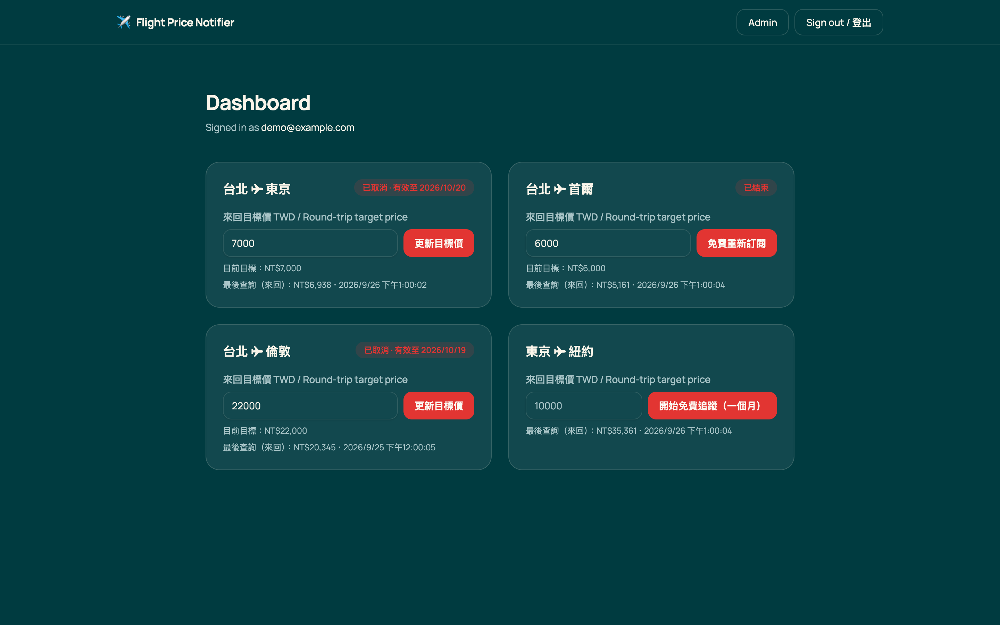 ✈️ Flight Price Notifier
Admin
Sign out / 登出
Dashboard
Signed in as demo@example.com
台北 ✈ 東京
已取消 · 有效至 2026/10/20
來回目標價 TWD / Round-trip target price
7000
更新目標價
目前目標：NT$7,000
最後查詢（來回）：NT$6,938 · 2026/9/26 下午1:00:02
台北 ✈ 首爾
已結束
來回目標價 TWD / Round-trip target price
6000
免費重新訂閱
目前目標：NT$6,000
最後查詢（來回）：NT$5,161 · 2026/9/26 下午1:00:04
台北 ✈ 倫敦
已取消 · 有效至 2026/10/19
來回目標價 TWD / Round-trip target price
22000
更新目標價
目前目標：NT$22,000
最後查詢（來回）：NT$20,345 · 2026/9/25 下午12:00:05
東京 ✈ 紐約
來回目標價 TWD / Round-trip target price
10000
開始免費追蹤（一個月）
最後查詢（來回）：NT$35,361 · 2026/9/26 下午1:00:04